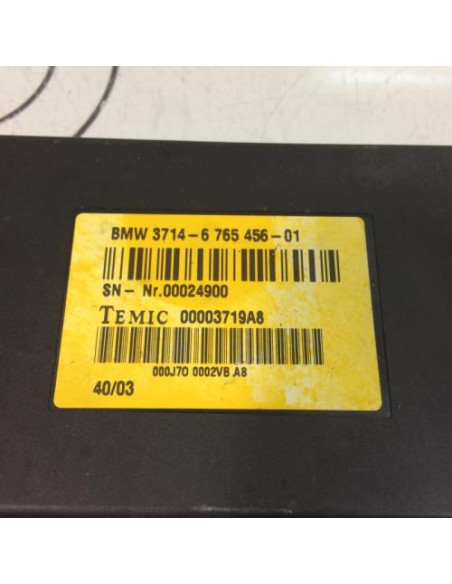 BMW 3714-6 765 456-01
SN- Nr.00024900
TEMIC 00003719A8
000J70 0002VB A8
40/03